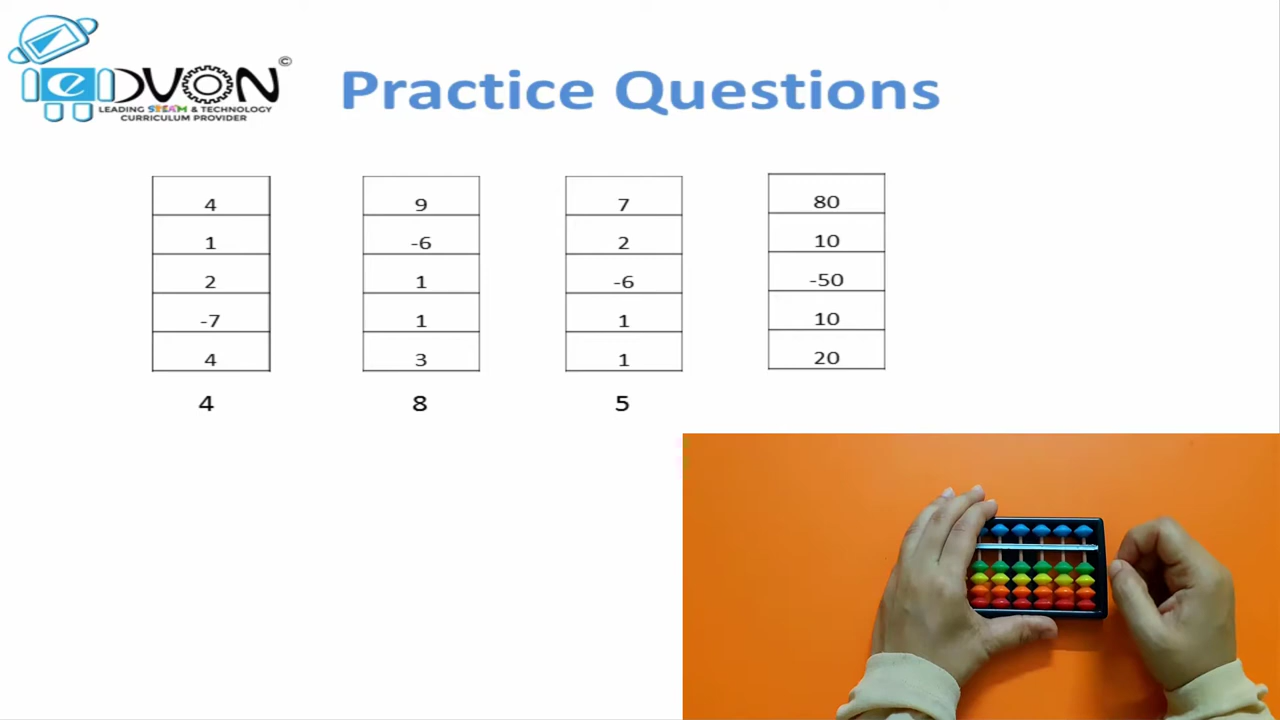 eDVON
©
LEADING STEAM & TECHNOLOGY
CURRICULUM PROVIDER
Practice Questions
4 9 7 80
1 -6 2 10
2 1 -6 -50
-7 1 1 10
4 3 1 20
4 8 5